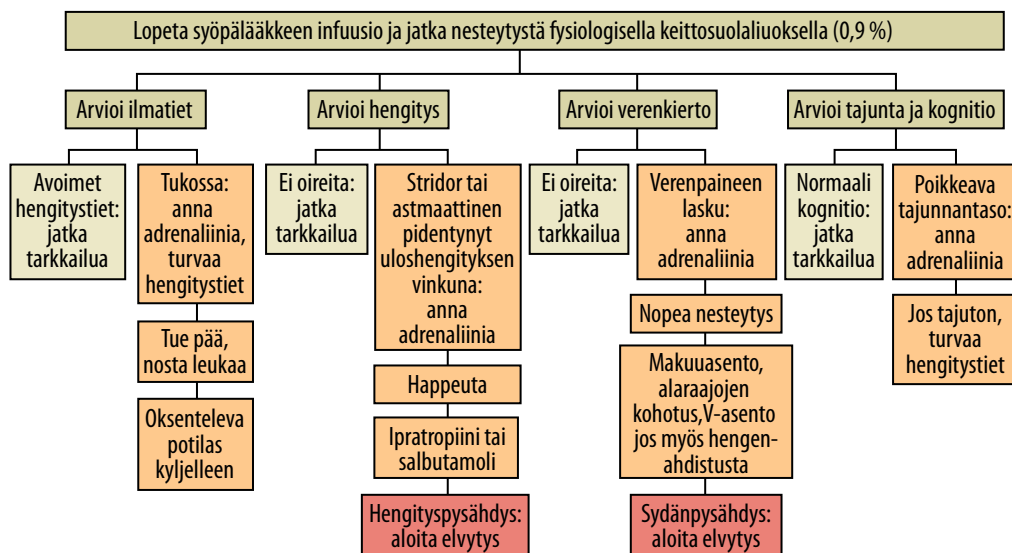 Lopeta syöpälääkkeen infuusio ja jatka nesteytystä fysiologisella keittosuolaliuoksella (0,9 %)
Arvioi ilmatiet
Avoimet
hengitystiet:
jatka
tarkkailua
Tukossa:
anna
adrenaliinia,
turvaa
hengitystiet
Tue pää,
nosta leukaa
Oksenteleva
potilas
kyljelleen
Arvioi hengitys
Ei oireita:
jatka
tarkkailua
Stridor tai
astmaattinen
pidentynyt
uloshengityksen
vinkuna:
anna
adrenaliinia
Happeuta
Ipratropiini tai
salbutamoli
Hengityspysähdys:
aloita elvytys
Arvioi verenkierto
Ei oireita:
jatka
tarkkailua
Verenpaineen
lasku:
anna
adrenaliinia
Nopea nesteytys
Makuuasento,
alaraajojen
kohotus,V-asento
jos myös hengen-
ahdistusta
Sydänpysähdys:
aloita elvytys
Arvioi tajunta ja kognitio
Normaali
kognitio:
jatka
tarkkailua
Poikkeava
tajunnantaso:
anna
adrenaliinia
Jos tajuton,
turvaa
hengitystiet